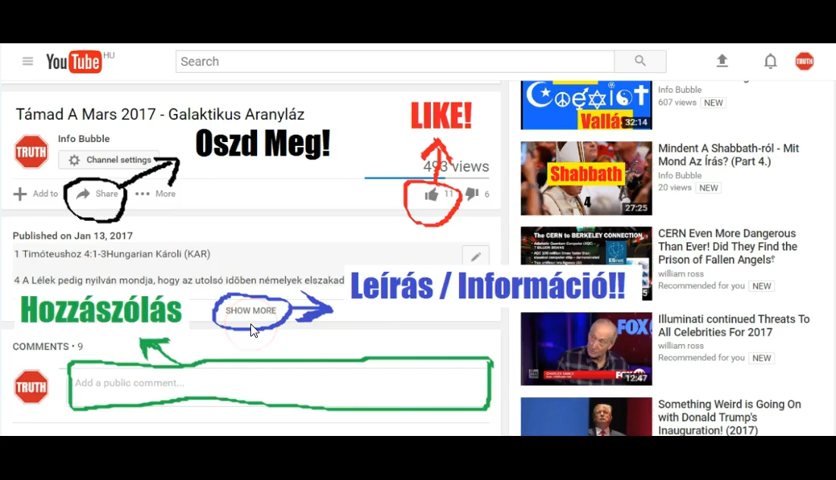 YouTube HU
Search
TRUTH
Támad A Mars 2017 - Galaktikus Aranyláz
LIKE!
Info Bubble
Oszd Meg!
TRUTH
Channel settings
493 views
Add to
Share
More
11
6
Published on Jan 13, 2017
1 Timóteushoz 4:1-3Hungarian Károli (KAR)
4 A Lélek pedig nyilván mondja, hogy az utolsó időben némelyek elszakad
Leírás / Információ!!
Hozzászólás
SHOW MORE
COMMENTS • 9
TRUTH
Add a public comment...
Coexist
Vallá
32:14
Info Bubble
607 views NEW
Shabbath
4
27:25
Mindent A Shabbath-ról - Mit
Mond Az Írás? (Part 4.)
Info Bubble
20 views NEW
The CERN to BERKELEY CONNECTION
CERN Even More Dangerous
Than Ever! Did They Find the
Prison of Fallen Angels†
william ross
Recommended for you NEW
FOX
12:47
Illuminati continued Threats To
All Celebrities For 2017
william ross
Recommended for you NEW
Something Weird is Going On
with Donald Trump's
Inauguration! (2017)